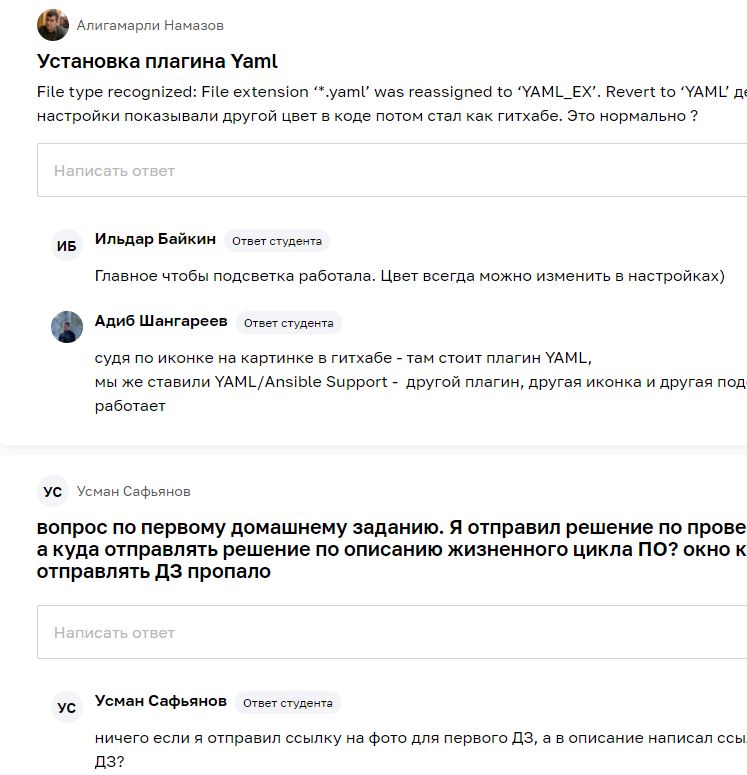 Алигамарли Намазов
Установка плагина Yaml
File type recognized: File extension ‘*.yaml’ was reassigned to ‘YAML_EX’. Revert to ‘YAML’
настройки показывали другой цвет в коде потом стал как гитхабе. Это нормально ?
Написать ответ
ИБ
Ильдар Байкин Ответ студента
Главное чтобы подсветка работала. Цвет всегда можно изменить в настройках)
Адиб Шангареев Ответ студента
судя по иконке на картинке в гитхабе - там стоит плагин YAML,
мы же ставили YAML/Ansible Support - другой плагин, другая иконка и другая
работает
УС Усман Сафьянов
вопрос по первому домашнему заданию. Я отправил решение по
а куда отправлять решение по описанию жизненного цикла ПО? окно
отправлять ДЗ пропало
Написать ответ
УС
Усман Сафьянов Ответ студента
ничего если я отправил ссылку на фото для первого ДЗ, а в описание написал
ДЗ?